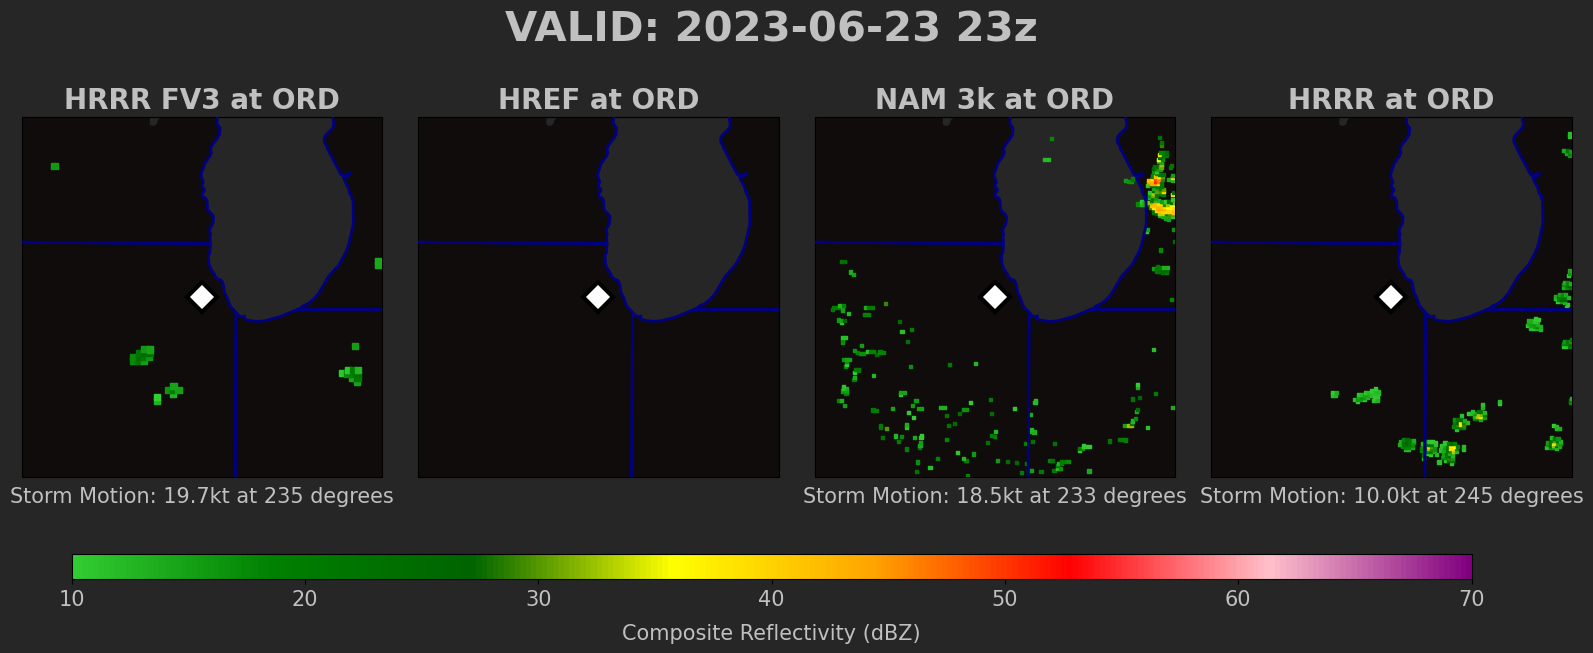 VALID: 2023-06-23 23z
HRRR FV3 at ORD
HREF at ORD
NAM 3k at ORD
HRRR at ORD
Storm Motion: 19.7kt at 235 degrees
Storm Motion: 18.5kt at 233 degrees
Storm Motion: 10.0kt at 245 degrees
10 20 30 40 50 60 70
Composite Reflectivity (dBZ)